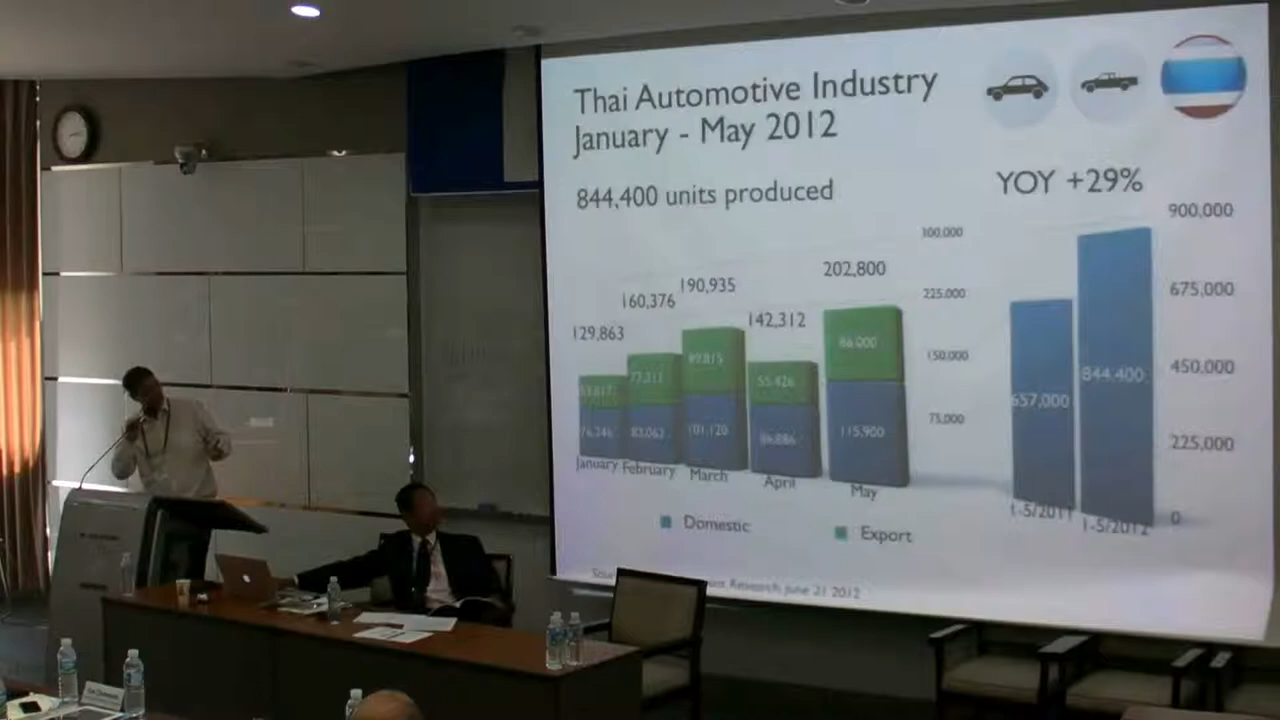 Thai Automotive Industry
January - May 2012
844,400 units produced
YOY +29%
129,863
160,376
190,935
142,312
202,800
300,000
225,000
150,000
75,000
77,311
89,815
55,426
86,000
76,246
83,062
101,120
86,886
115,900
January
February
March
April
May
Domestic
Export
900,000
675,000
450,000
225,000
0
657,000
844,400
1-5/2011
1-5/2012
Research June 21 2012